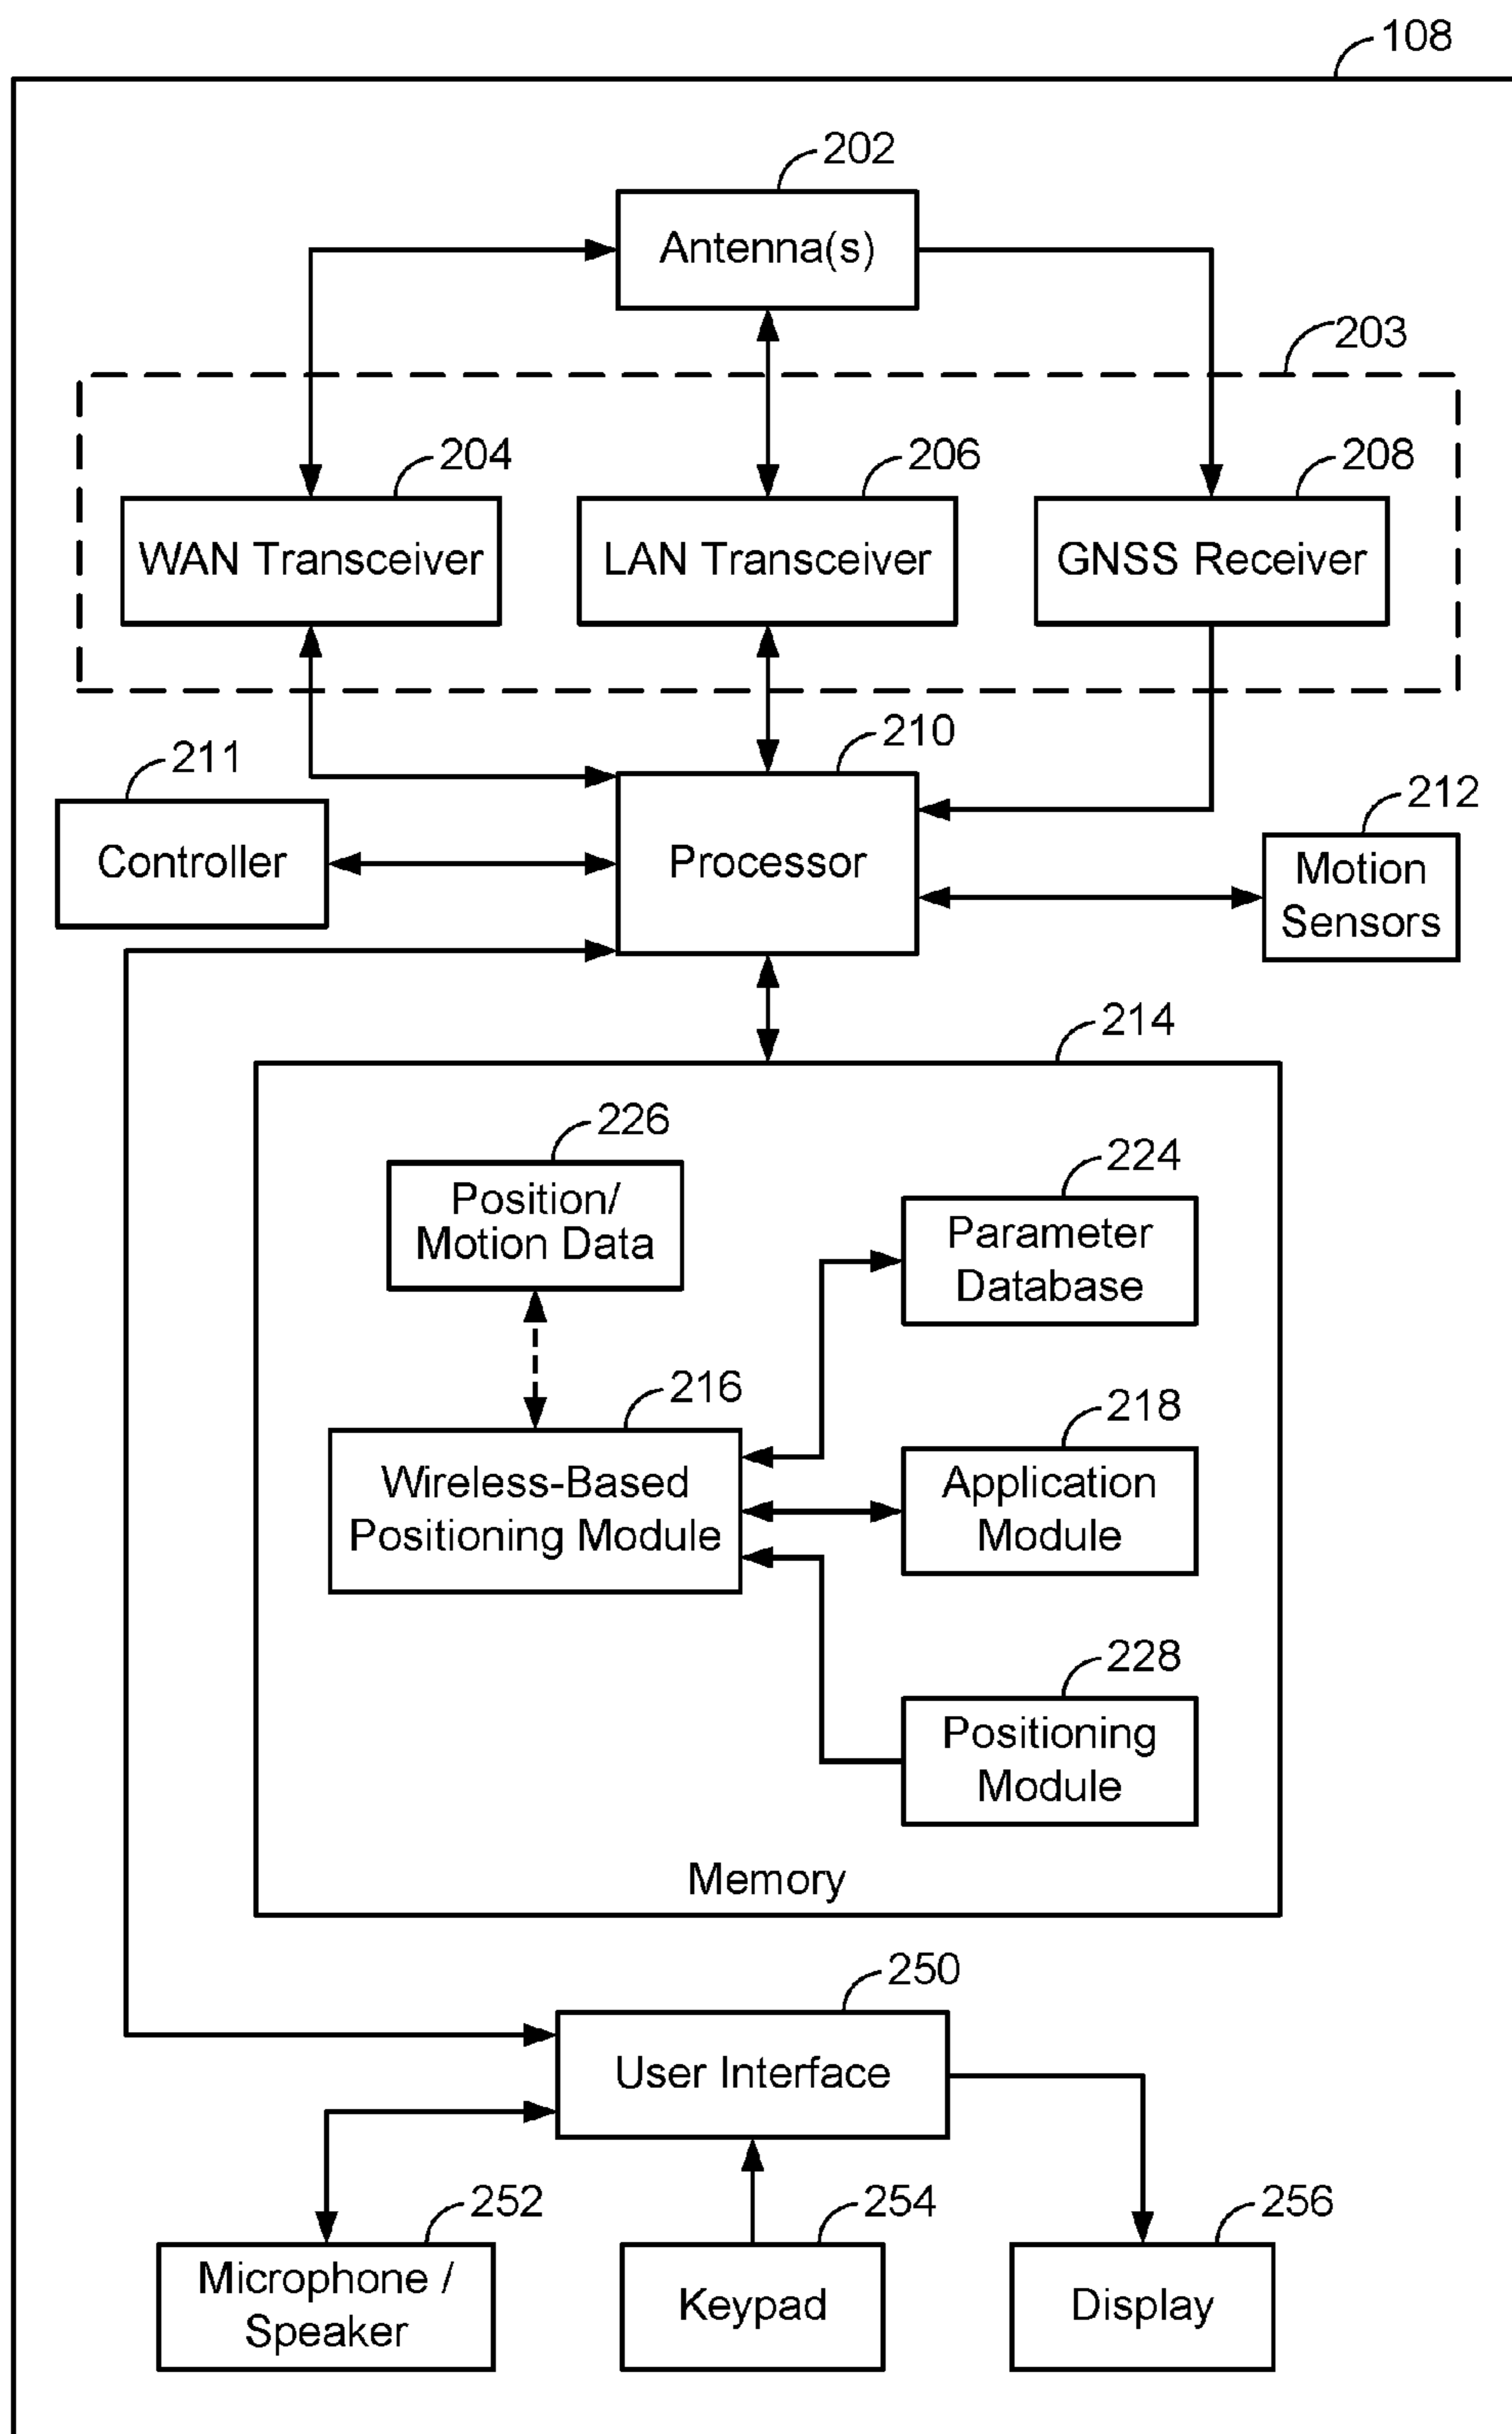 108
202
Antenna(s)
203
204
206
208
WAN Transceiver
LAN Transceiver
GNSS Receiver
210
211
212
Controller
Processor
Motion
Sensors
214
226
224
Position/
Motion Data
Parameter
Database
216
218
Wireless-Based
Positioning Module
Application
Module
228
Positioning
Module
Memory
250
User Interface
252
254
256
Microphone /
Speaker
Keypad
Display